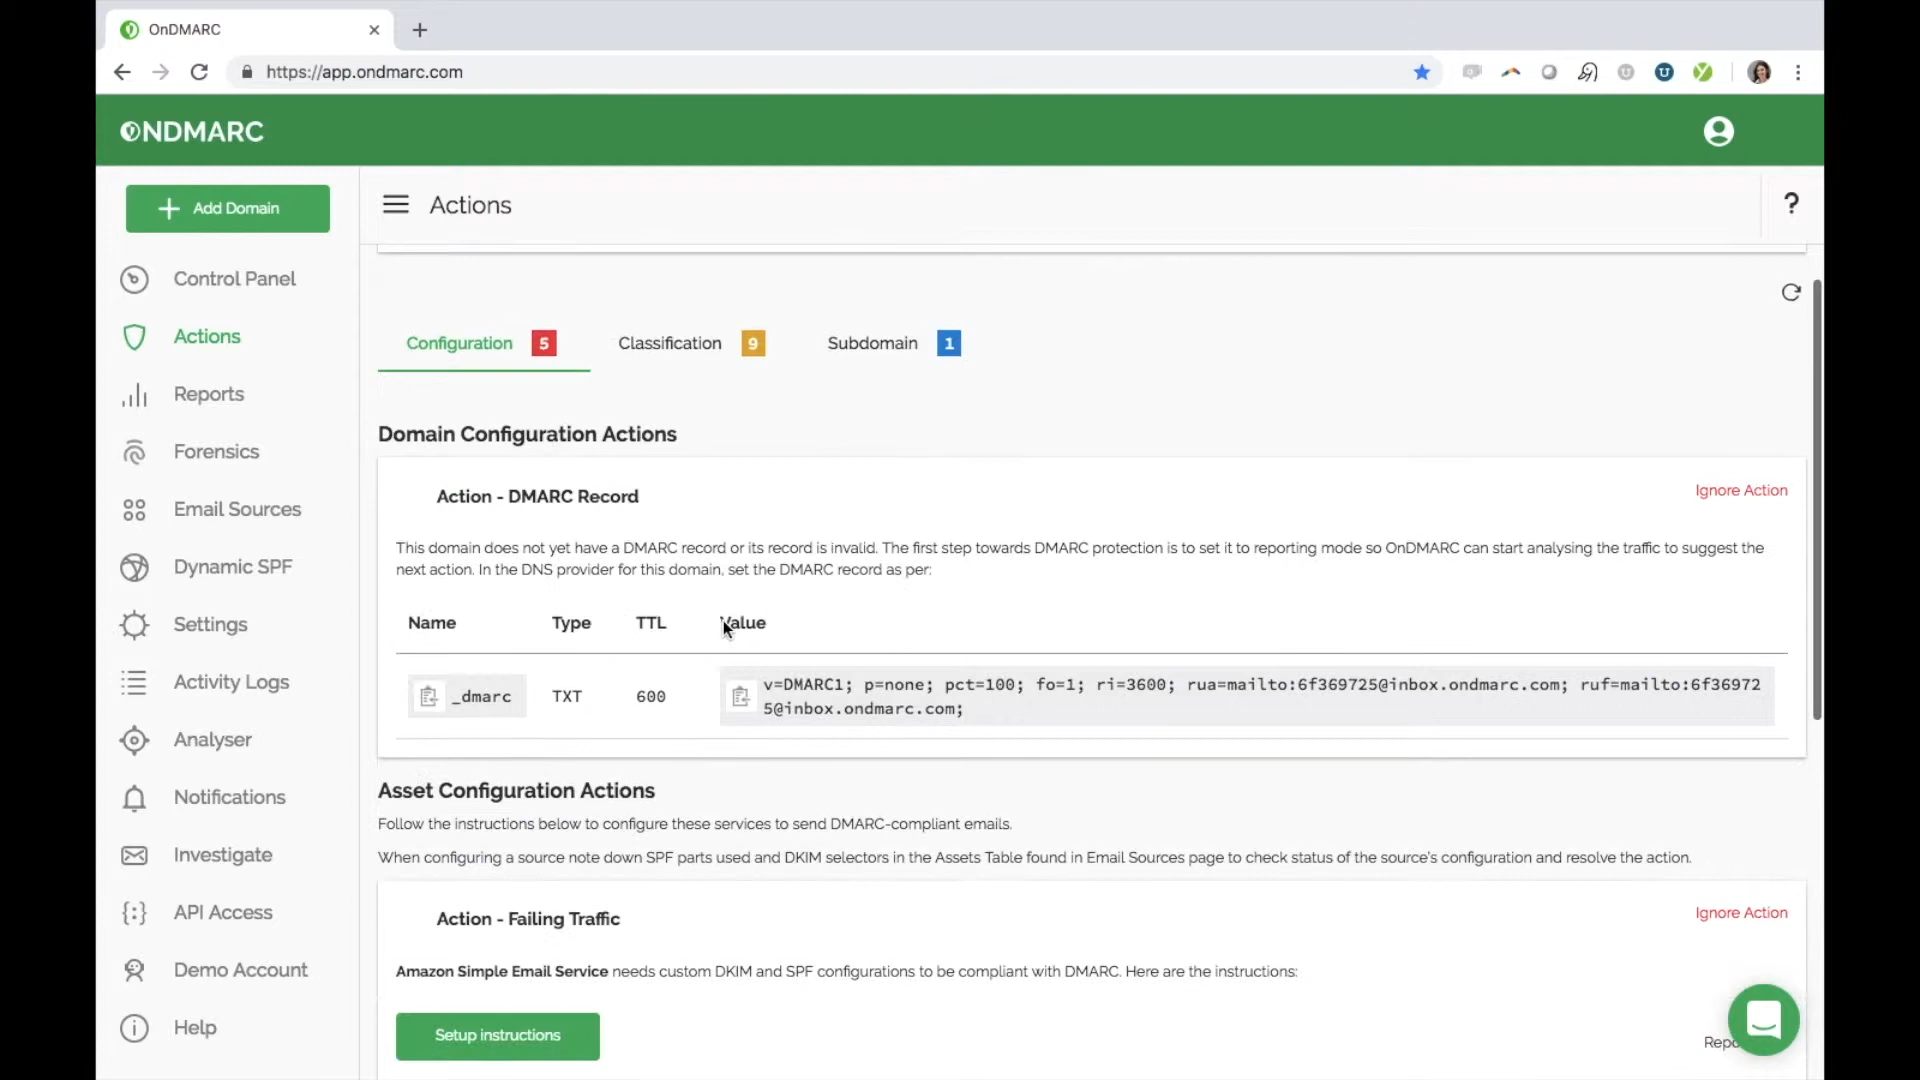 OnDMARC
https://app.ondmarc.com
ONDMARC
Add Domain
Actions
?
Control Panel
Actions
Reports
Forensics
Email Sources
Dynamic SPF
Settings
Activity Logs
Analyser
Notifications
Investigate
API Access
Demo Account
Help
Configuration 5
Classification 9
Subdomain 1
Domain Configuration Actions
Action - DMARC Record
Ignore Action
This domain does not yet have a DMARC record or its record is invalid. The first step towards DMARC protection is to set it to reporting mode so OnDMARC can start analysing the traffic to suggest the
next action. In the DNS provider for this domain, set the DMARC record as per:
Name Type TTL Value
_dmarc TXT 600 v=DMARC1; p=none; pct=100; fo=1; ri=3600; rua=mailto:6f369725@inbox.ondmarc.com; ruf=mailto:6f36972
5@inbox.ondmarc.com;
Asset Configuration Actions
Follow the instructions below to configure these services to send DMARC-compliant emails.
When configuring a source note down SPF parts used and DKIM selectors in the Assets Table found in Email Sources page to check status of the source's configuration and resolve the action.
Action - Failing Traffic
Ignore Action
Amazon Simple Email Service needs custom DKIM and SPF configurations to be compliant with DMARC. Here are the instructions:
Setup instructions